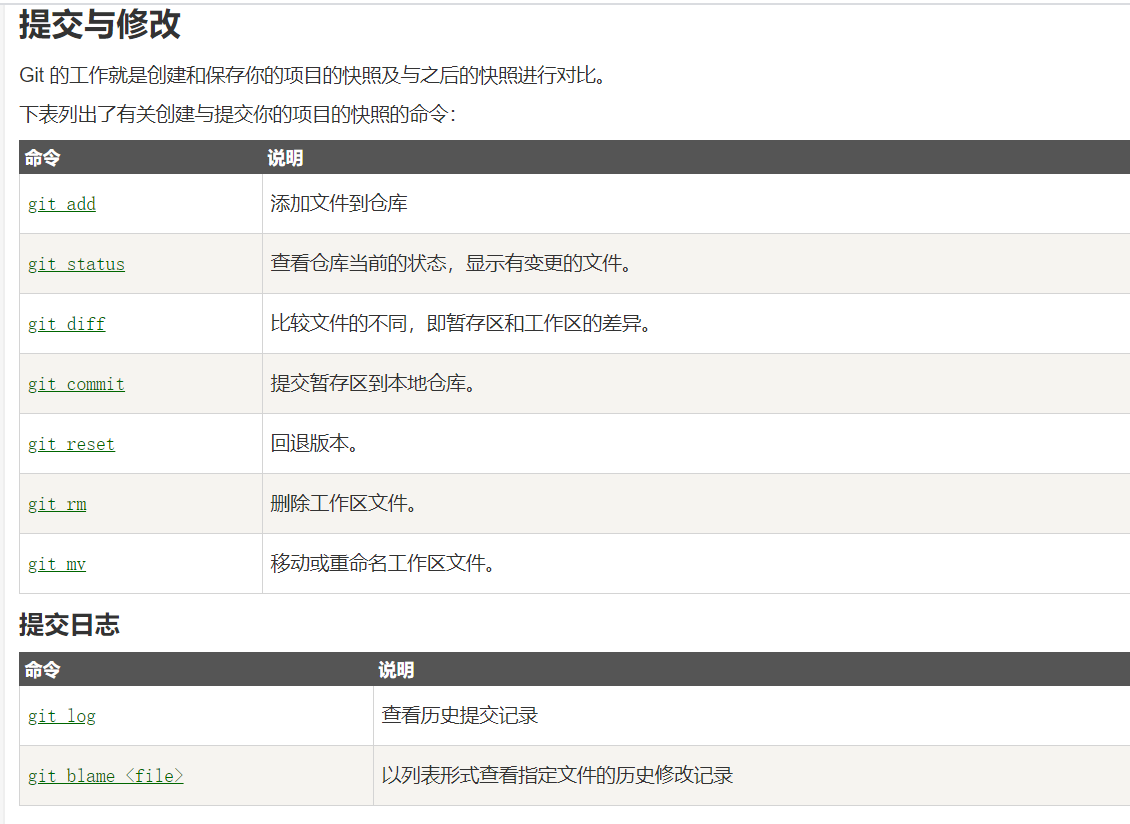 提交与修改
Git 的工作就是创建和保存你的项目的快照及与之后的快照进行对比。
下表列出了有关创建与提交你的项目的快照的命令：
命令 说明
git add 添加文件到仓库
git status 查看仓库当前的状态，显示有变更的文件。
git diff 比较文件的不同，即暂存区和工作区的差异。
git commit 提交暂存区到本地仓库。
git reset 回退版本。
git rm 删除工作区文件。
git mv 移动或重命名工作区文件。
提交日志
命令 说明
git log 查看历史提交记录
git blame <file> 以列表形式查看指定文件的历史修改记录